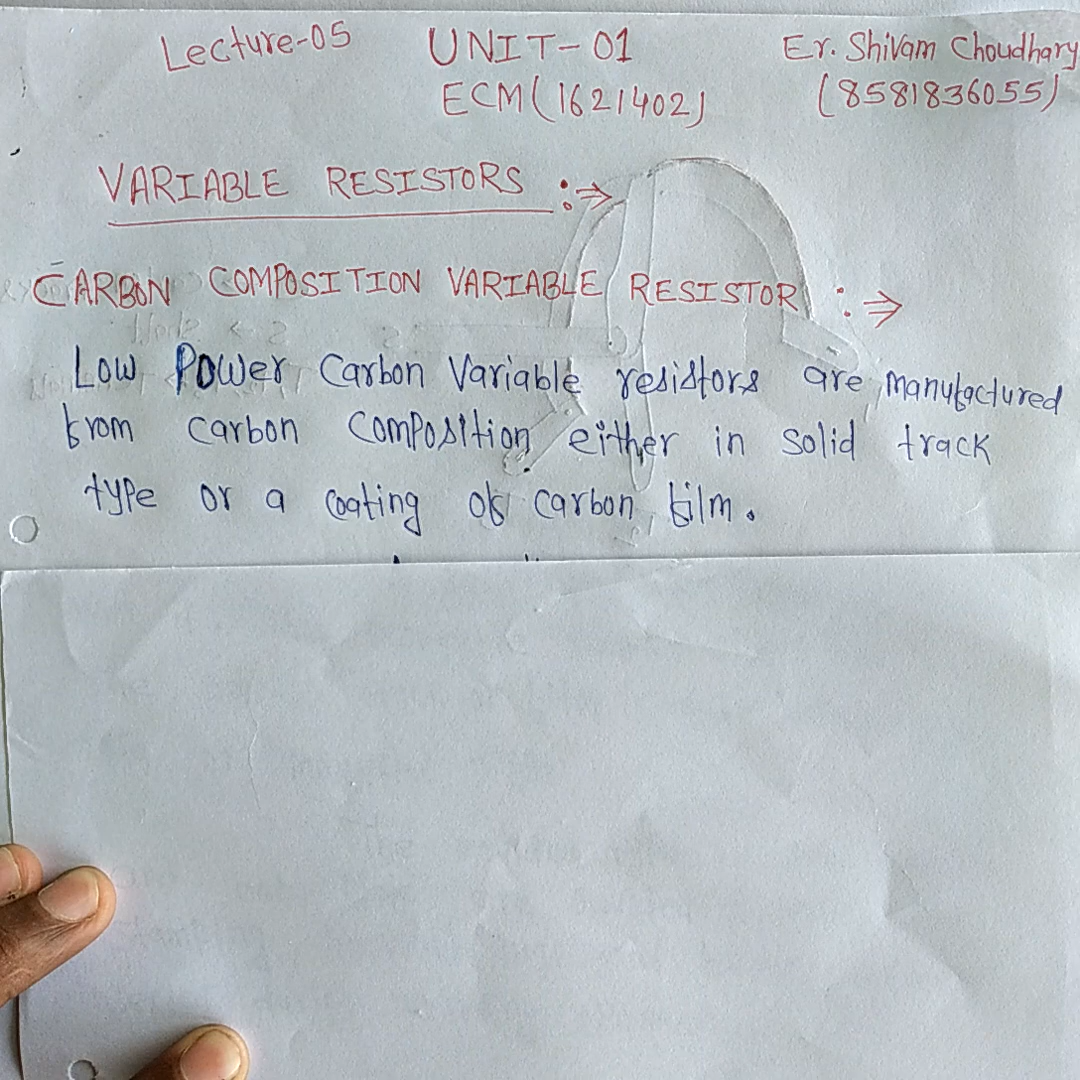 Lecture-05 UNIT-01 Er. Shivam Choudhary
ECM(1621402) (8581836055)
VARIABLE RESISTORS :⇒
CARBON COMPOSITION VARIABLE RESISTOR :⇒
Low Power Carbon Variable resistors are manufactured
from carbon composition either in solid track
type or a coating of carbon film.